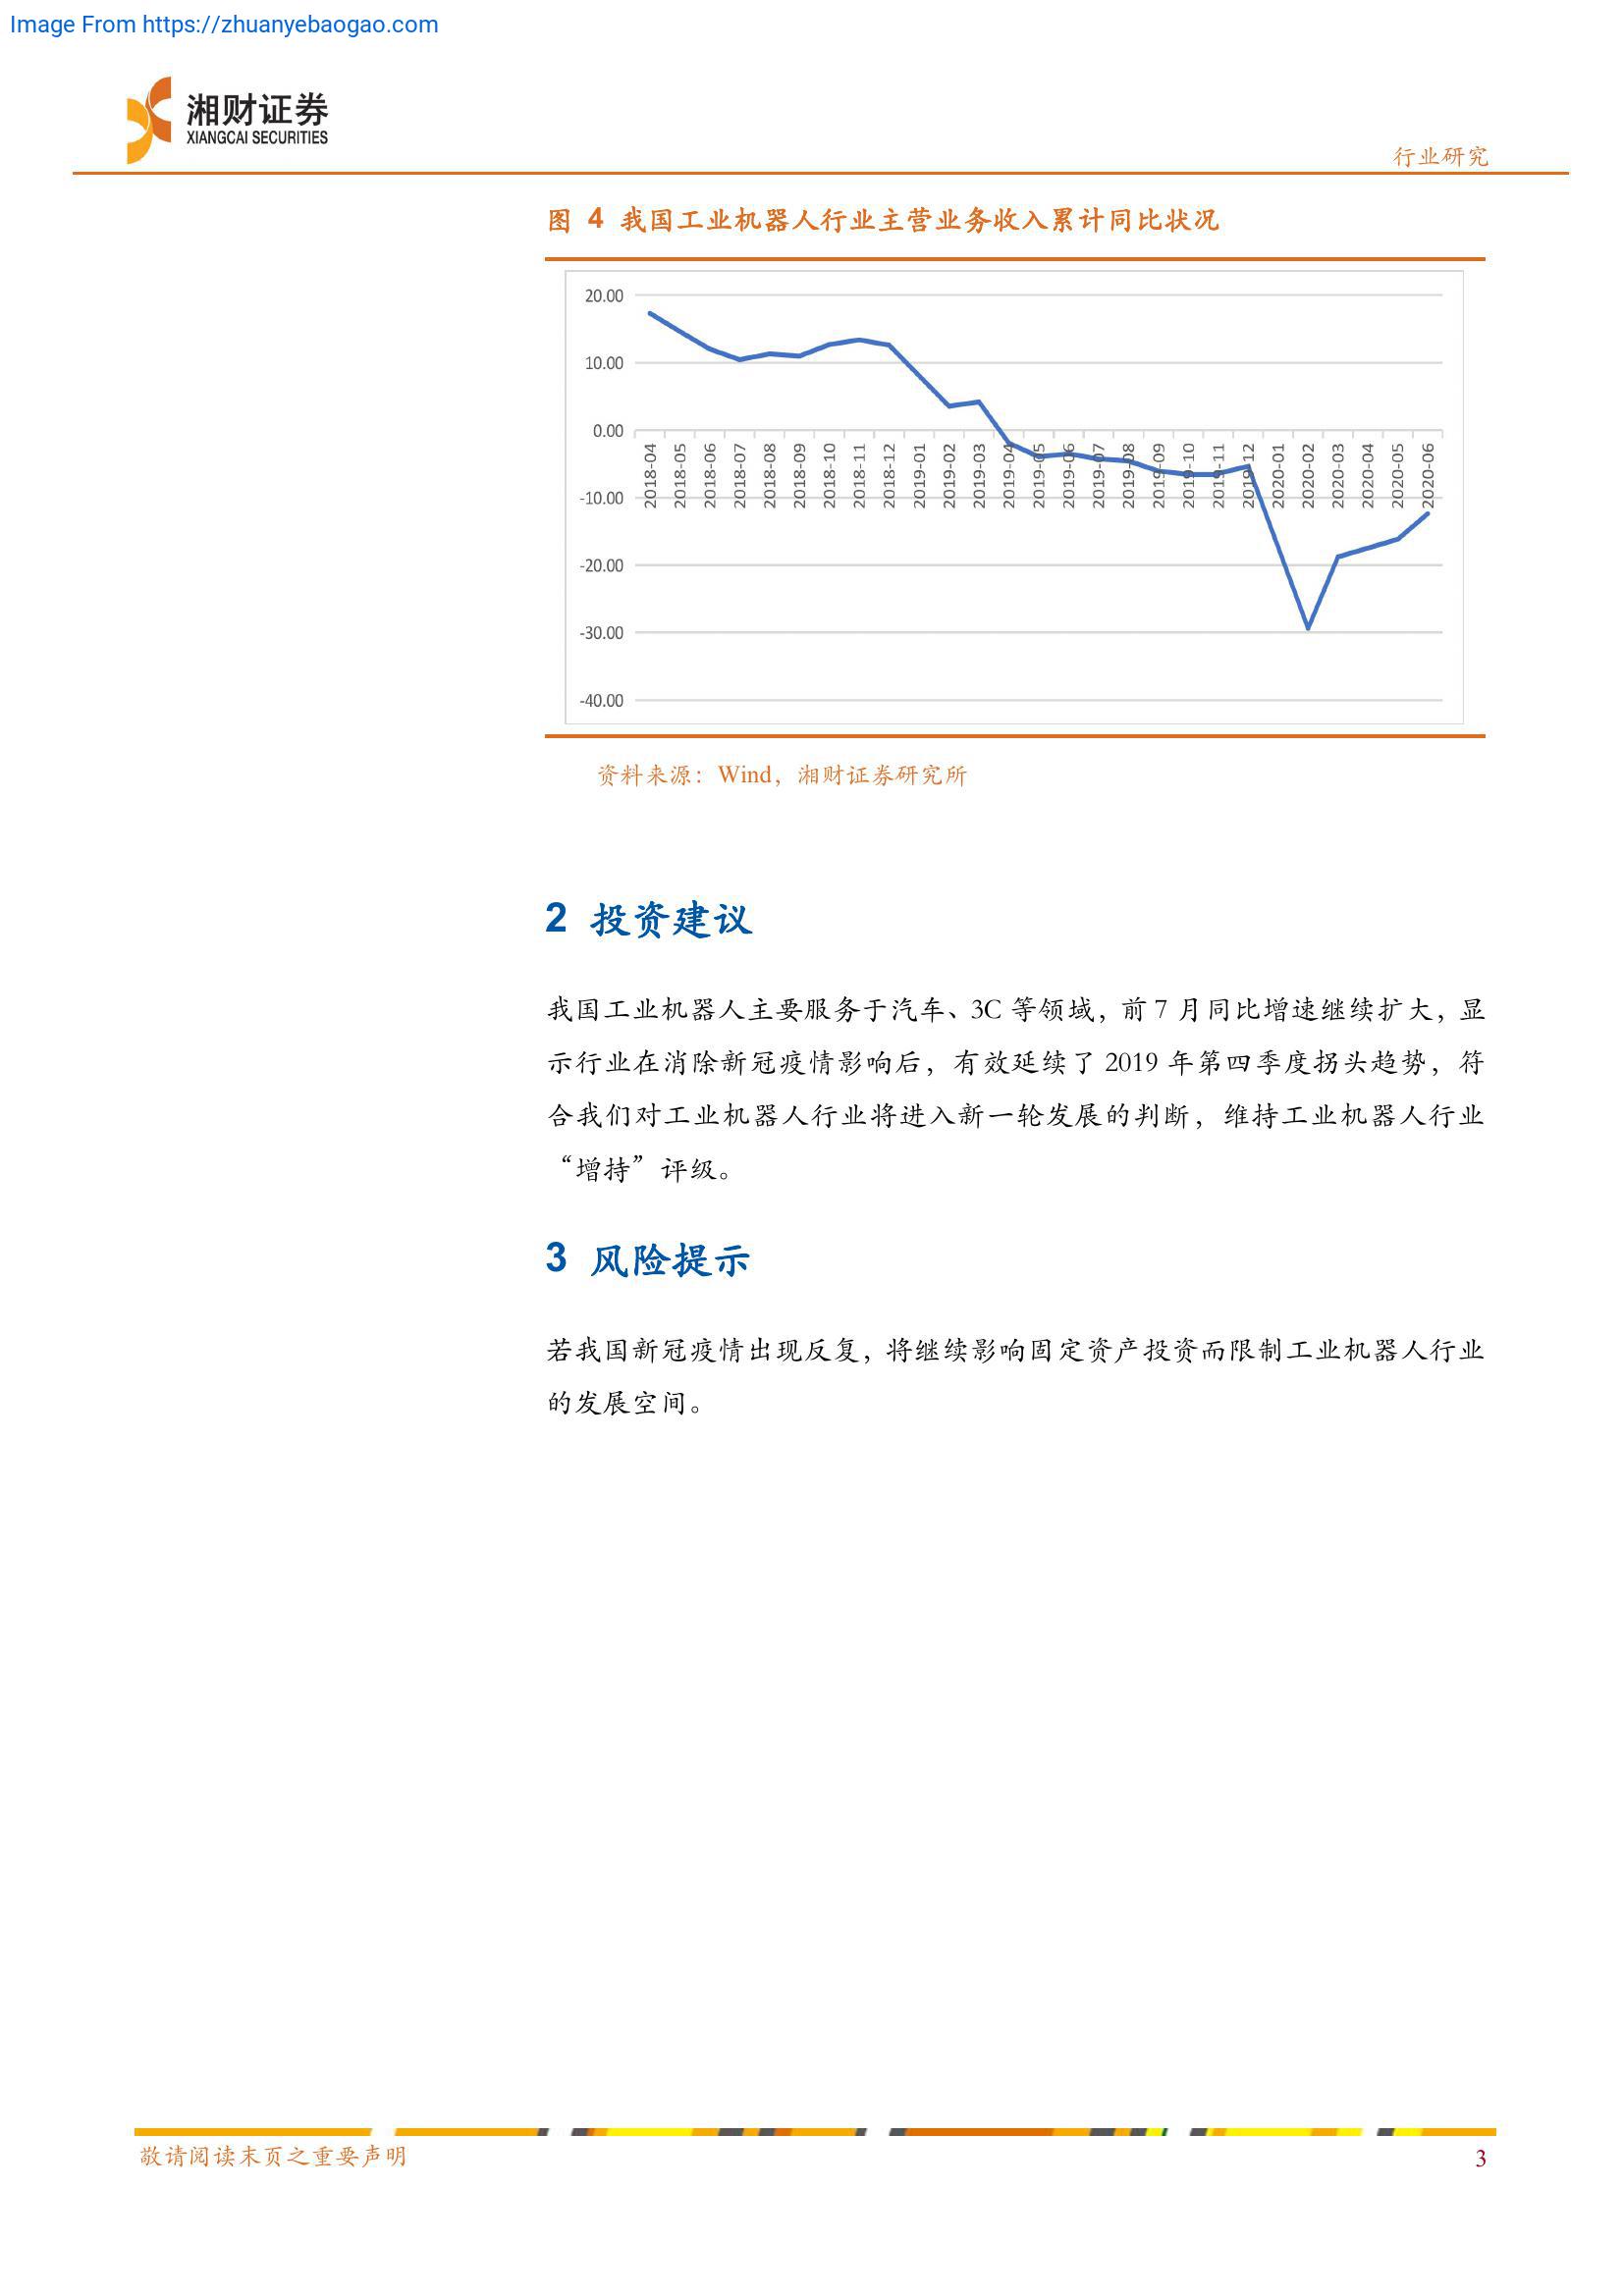 Image From https://zhuanyebaogao.com
湘财证券
XIANGCAI SECURITIES
行业研究
图 4 我国工业机器人行业主营业务收入累计同比状况
20.00
10.00
0.00
-10.00
-20.00
-30.00
-40.00
2018-04
2018-05
2018-06
2018-07
2018-08
2018-09
2018-10
2018-11
2018-12
2019-01
2019-02
2019-03
2019-04
2019-05
2019-06
2019-07
2019-08
2019-09
2019-10
2019-11
2019-12
2020-01
2020-02
2020-03
2020-04
2020-05
2020-06
资料来源：Wind，湘财证券研究所
2 投资建议
我国工业机器人主要服务于汽车、3C 等领域，前 7 月同比增速继续扩大，显
示行业在消除新冠疫情影响后，有效延续了 2019 年第四季度拐头趋势，符
合我们对工业机器人行业将进入新一轮发展的判断，维持工业机器人行业
“增持”评级。
3 风险提示
若我国新冠疫情出现反复，将继续影响固定资产投资而限制工业机器人行业
的发展空间。
敬请阅读末页之重要声明
3